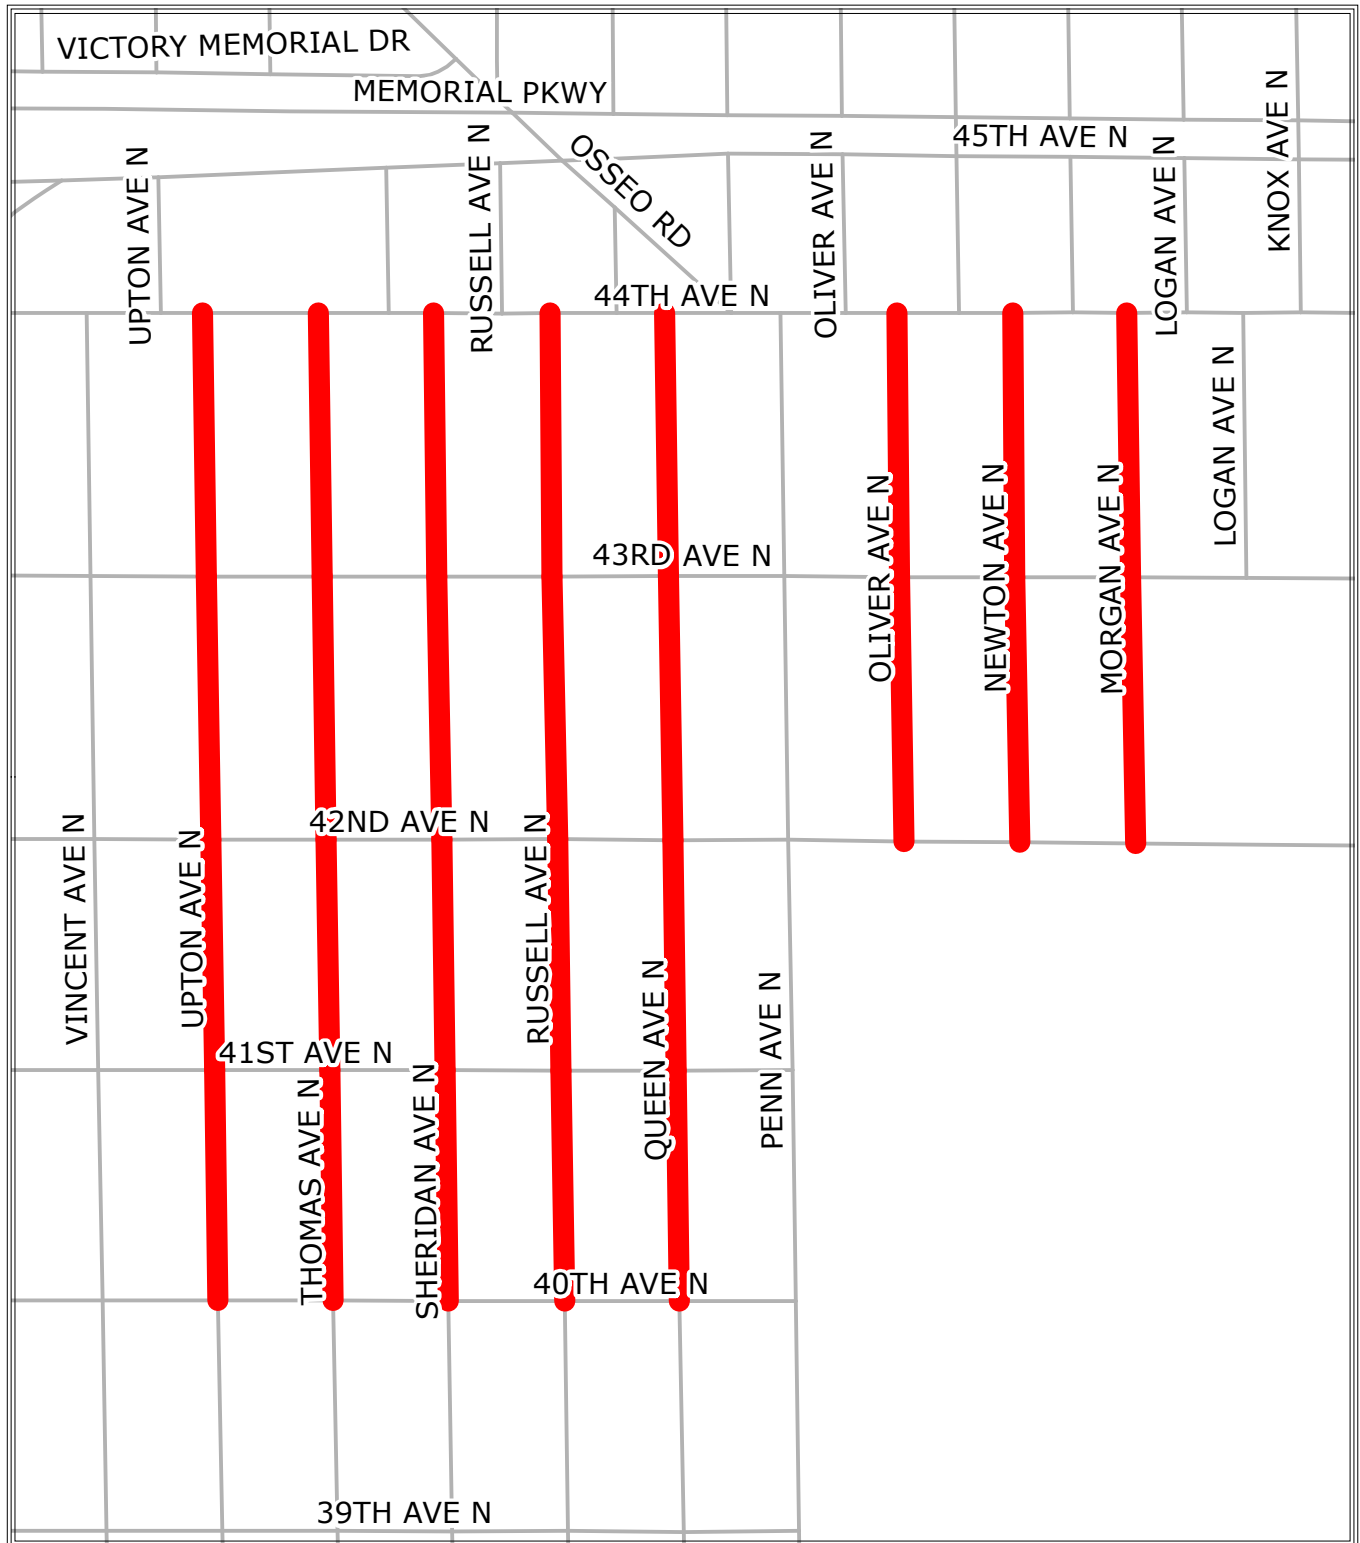 VICTORY MEMORIAL DR
MEMORIAL PKWY
45TH AVE N
KNOX AVE N
UPTON AVE N
RUSSELL AVE N
OSSEO RD
OLIVER AVE N
LOGAN AVE N
44TH AVE N
LOGAN AVE N
43RD AVE N
OLIVER AVE N
NEWTON AVE N
MORGAN AVE N
42ND AVE N
VINCENT AVE N
UPTON AVE N
RUSSELL AVE N
QUEEN AVE N
PENN AVE N
41ST AVE N
THOMAS AVE N
SHERIDAN AVE N
40TH AVE N
39TH AVE N